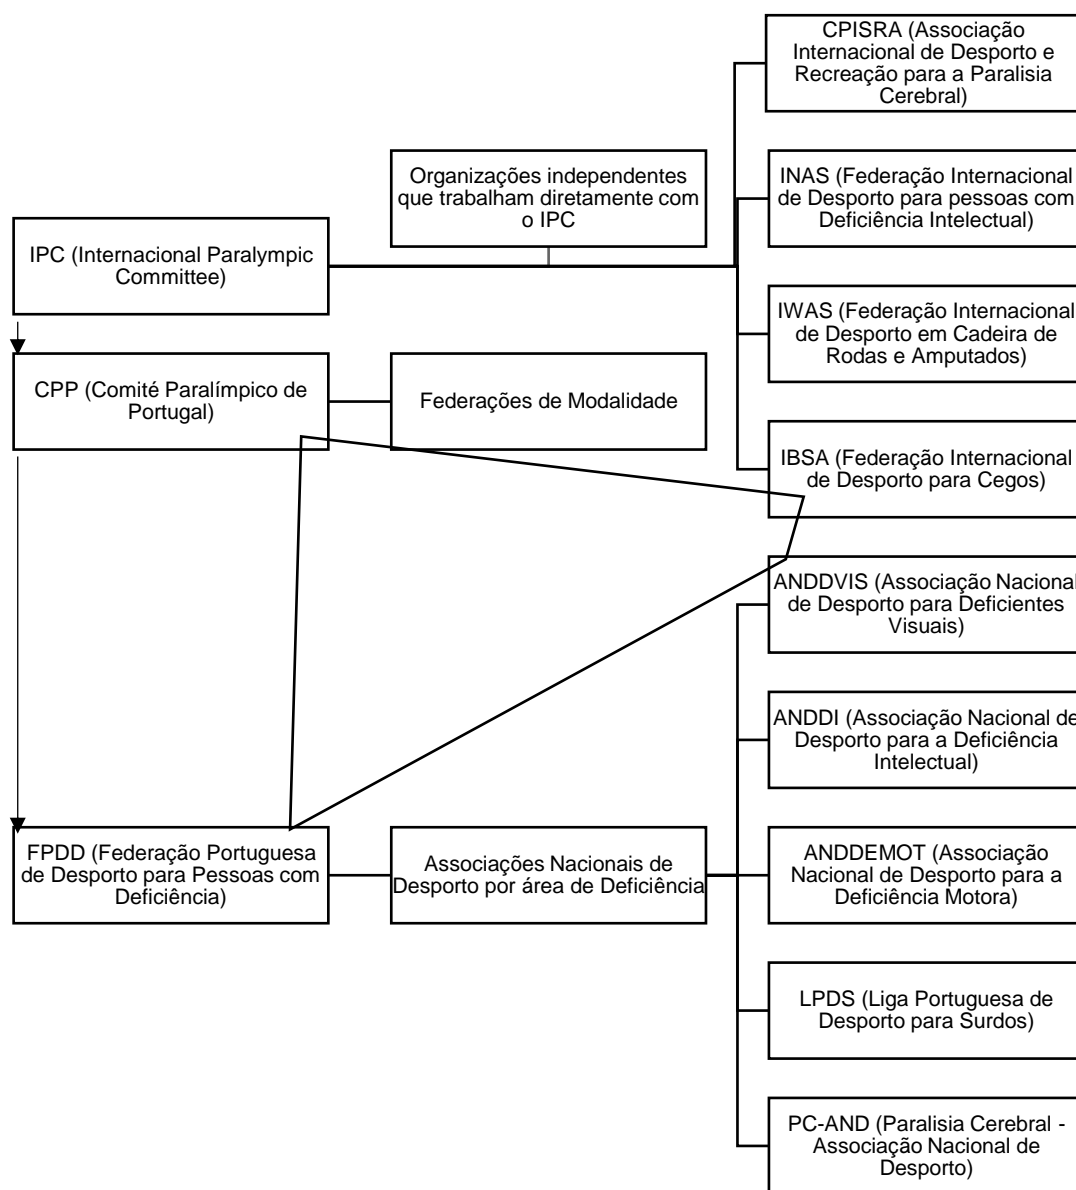 CPISRA (Associação
Internacional de Desporto e
Recreação para a Paralisia
Cerebral)
Organizações independentes
que trabalham diretamente com
o IPC
INAS (Federação Internacional
de Desporto para pessoas com
Deficiência Intelectual)
IPC (Internacional Paralympic
Committee)
IWAS (Federação Internacional
de Desporto em Cadeira de
Rodas e Amputados)
CPP (Comité Paralímpico de
Portugal)
Federações de Modalidade
IBSA (Federação Internacional
de Desporto para Cegos)
ANDDVIS (Associação Nacional
de Desporto para Deficientes
Visuais)
ANDDI (Associação Nacional de
Desporto para a Deficiência
Intelectual)
FPDD (Federação Portuguesa
de Desporto para Pessoas com
Deficiência)
Associações Nacionais de
Desporto por área de Deficiência
ANDDEMOT (Associação
Nacional de Desporto para a
Deficiência Motora)
LPDS (Liga Portuguesa de
Desporto para Surdos)
PC-AND (Paralisia Cerebral -
Associação Nacional de
Desporto)